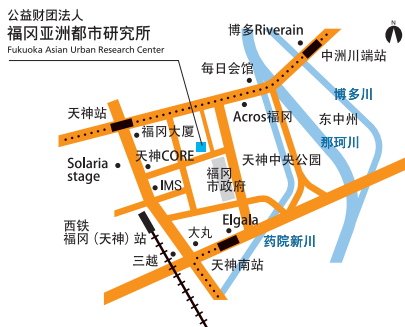 公益财团法人
福冈亚洲都市研究所
Fukuoka Asian Urban Research Center
博多Riverain
N
中洲川端站
每日会馆
博多川
天神站
Acros福冈
东中州
福冈大厦
那珂川
Solaria
stage
天神CORE
天神中央公园
福冈
市政府
IMS
西铁
福冈（天神）站
Elgala
大丸
药院新川
三越
天神南站